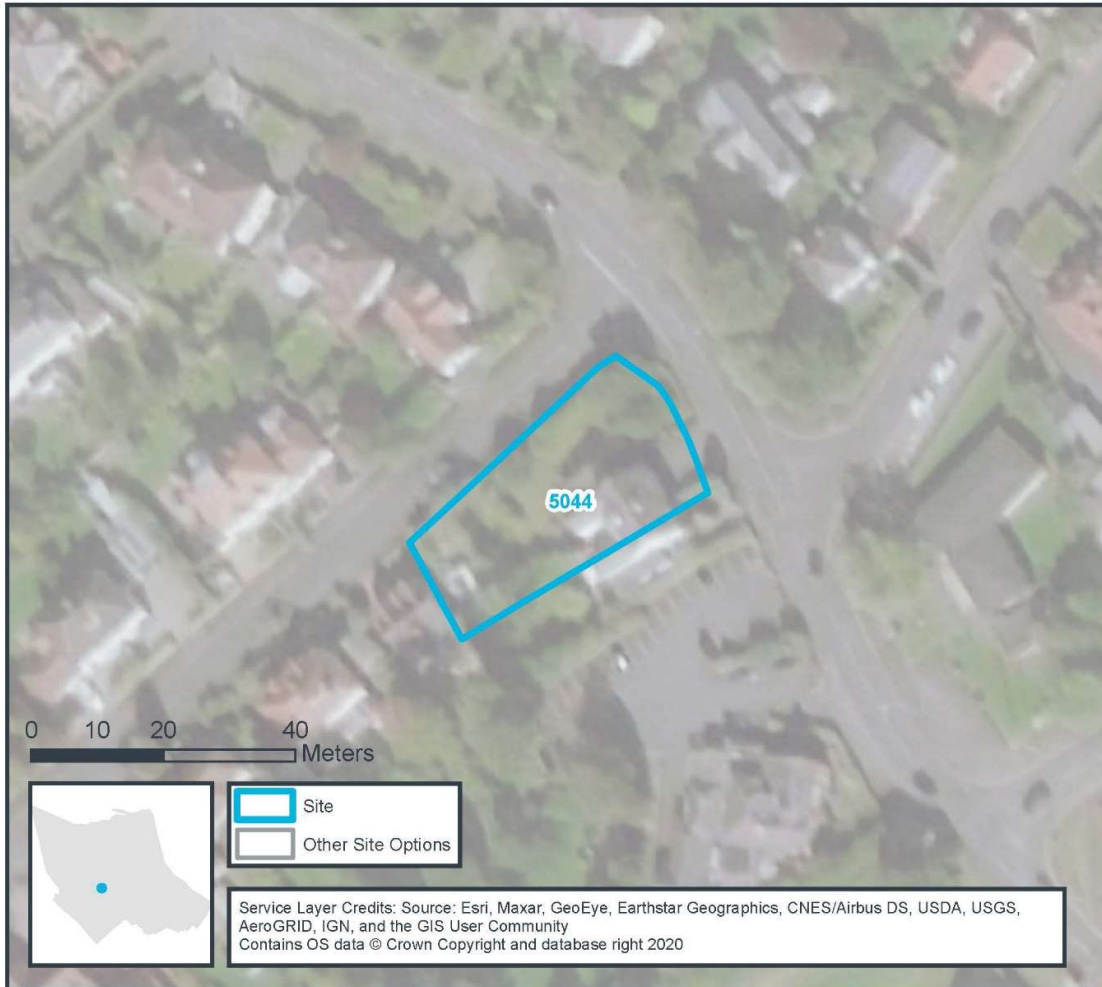 5044
0 10 20 40
Meters
Site
Other Site Options
Service Layer Credits: Source: Esri, Maxar, GeoEye, Earthstar Geographics, CNES/Airbus DS, USDA, USGS,
AeroGRID, IGN, and the GIS User Community
Contains OS data © Crown Copyright and database right 2020